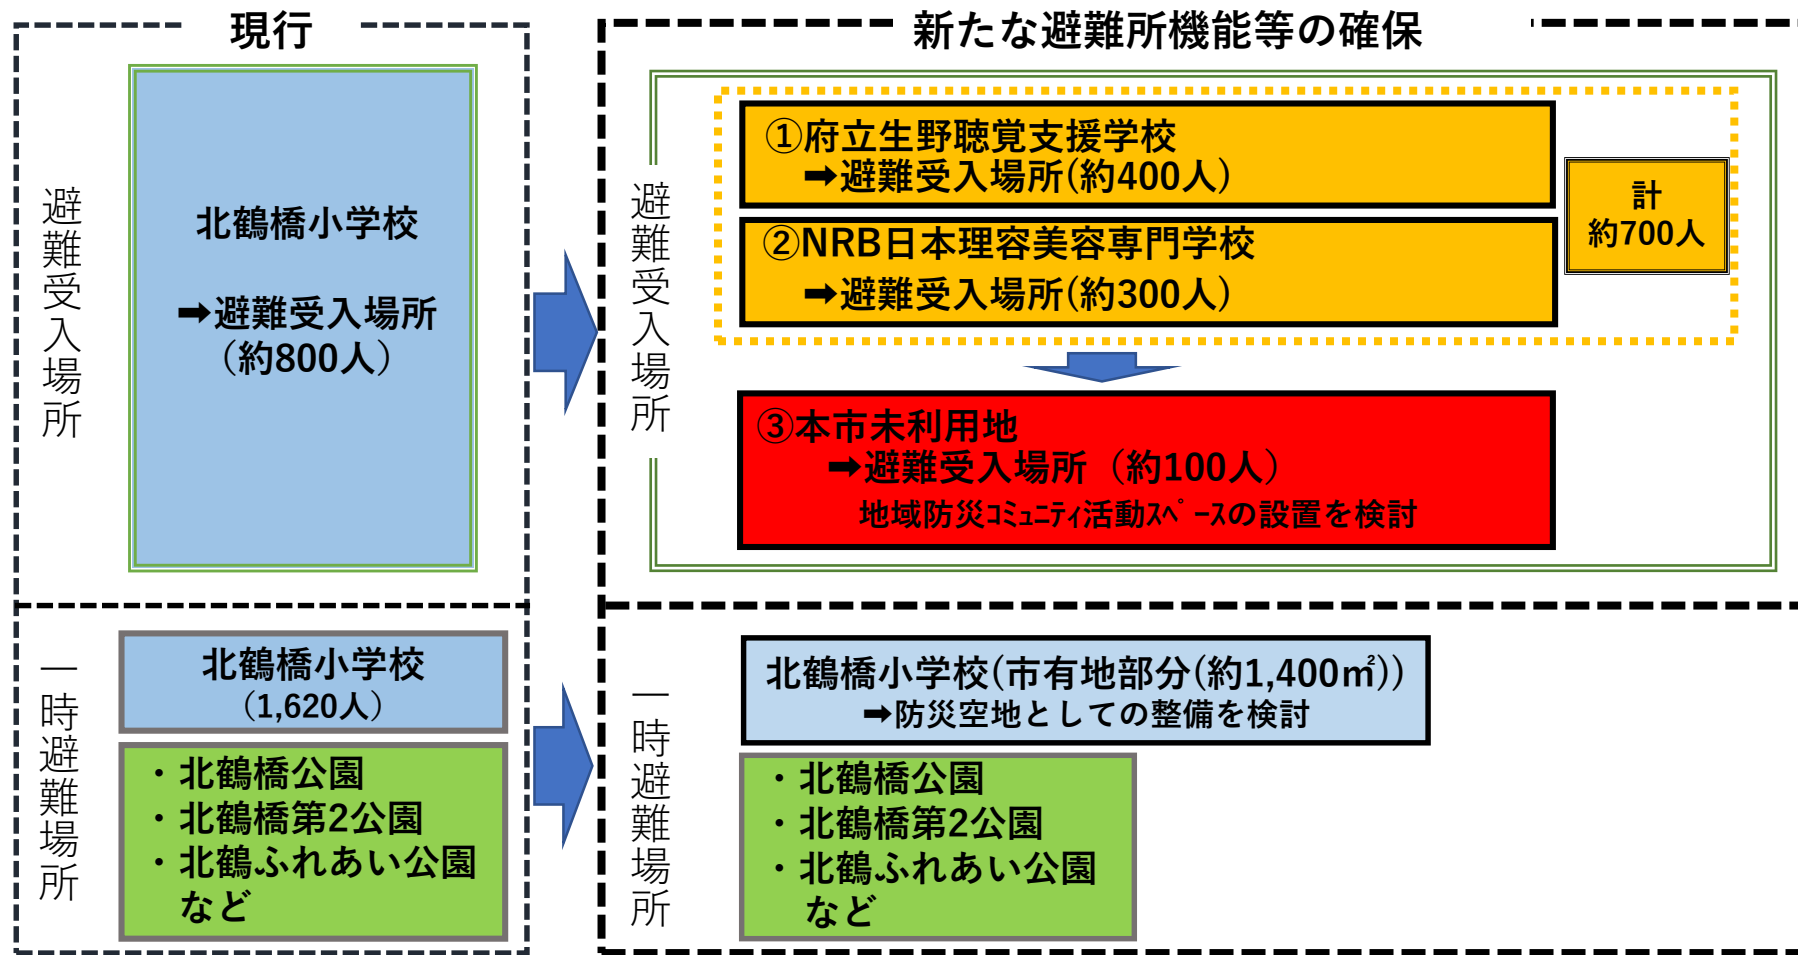 現行
避難受入場所
北鶴橋小学校
➡避難受入場所
（約800人）
一時避難場所
北鶴橋小学校
（1,620人）
・北鶴橋公園
・北鶴橋第2公園
・北鶴ふれあい公園
など
新たな避難所機能等の確保
避難受入場所
①府立生野聴覚支援学校
➡避難受入場所(約400人)
②NRB日本理容美容専門学校
➡避難受入場所(約300人)
計
約700人
③本市未利用地
➡避難受入場所（約100人）
地域防災ｺﾐｭﾆﾃｨ活動ｽﾍﾟｰｽの設置を検討
一時避難場所
北鶴橋小学校(市有地部分(約1,400㎡))
➡防災空地としての整備を検討
・北鶴橋公園
・北鶴橋第2公園
・北鶴ふれあい公園
など